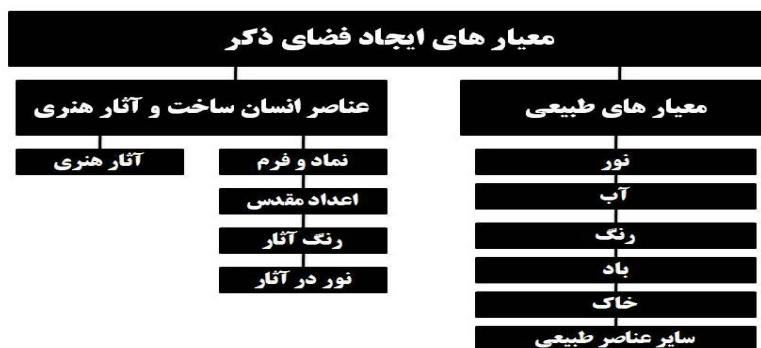 معیار های ایجاد فضای ذکر
معیار های طبیعی
نور
آب
رنگ
باد
خاک
سایر عناصر طبیعی
عناصر انسان ساخت و آثار هنری
نماد و فرم
اعداد مقدس
رنگ آثار
نور در آثار
آثار هنری